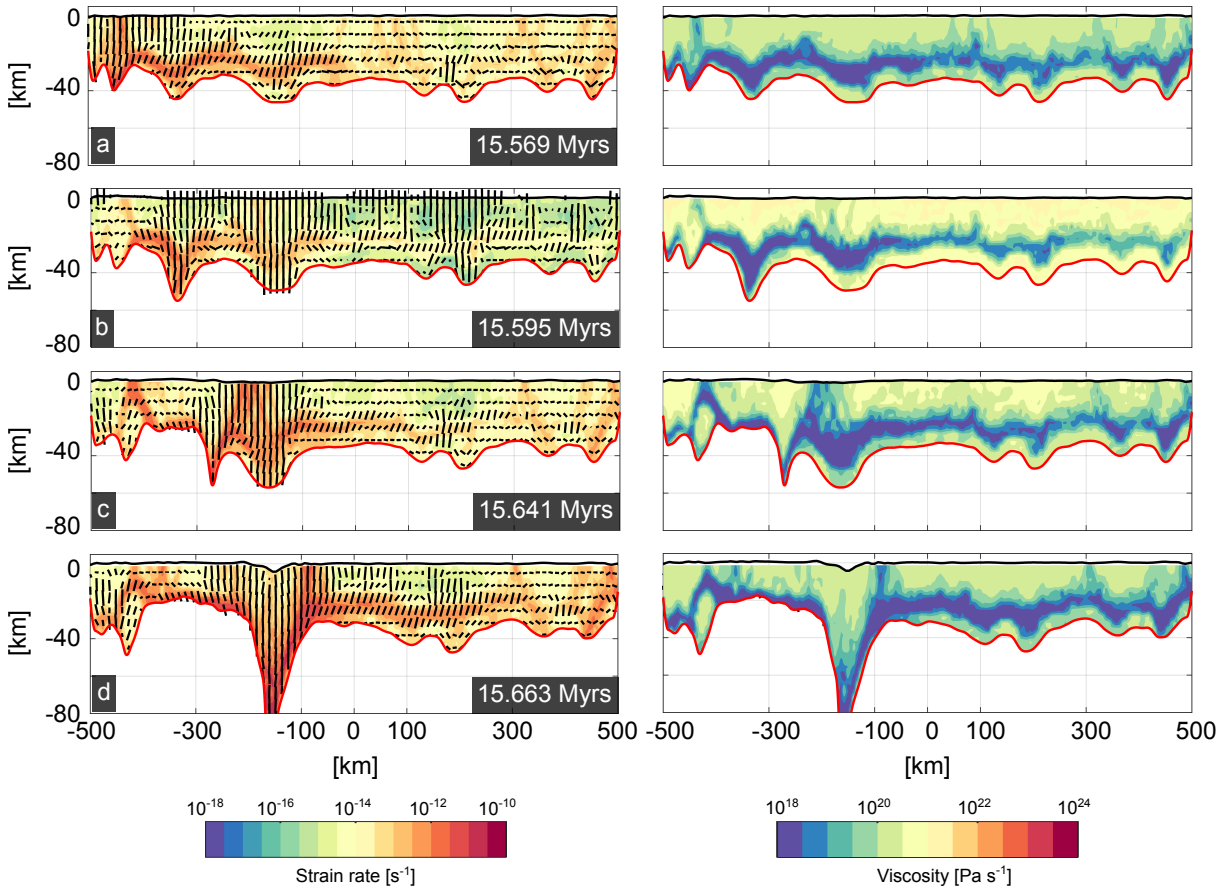 0
-40
-80
[km]
a
15.569 Myrs
0
-40
-80
[km]
b
15.595 Myrs
0
-40
-80
[km]
c
15.641 Myrs
0
-40
-80
[km]
d
15.663 Myrs
-500 -300 -100 0 100 300 500
-500 -300 -100 0 100 300 500
[km]
[km]
10⁻¹⁸ 10⁻¹⁶ 10⁻¹⁴ 10⁻¹² 10⁻¹⁰
Strain rate [s⁻¹]
10¹⁸ 10²⁰ 10²² 10²⁴
Viscosity [Pa s⁻¹]